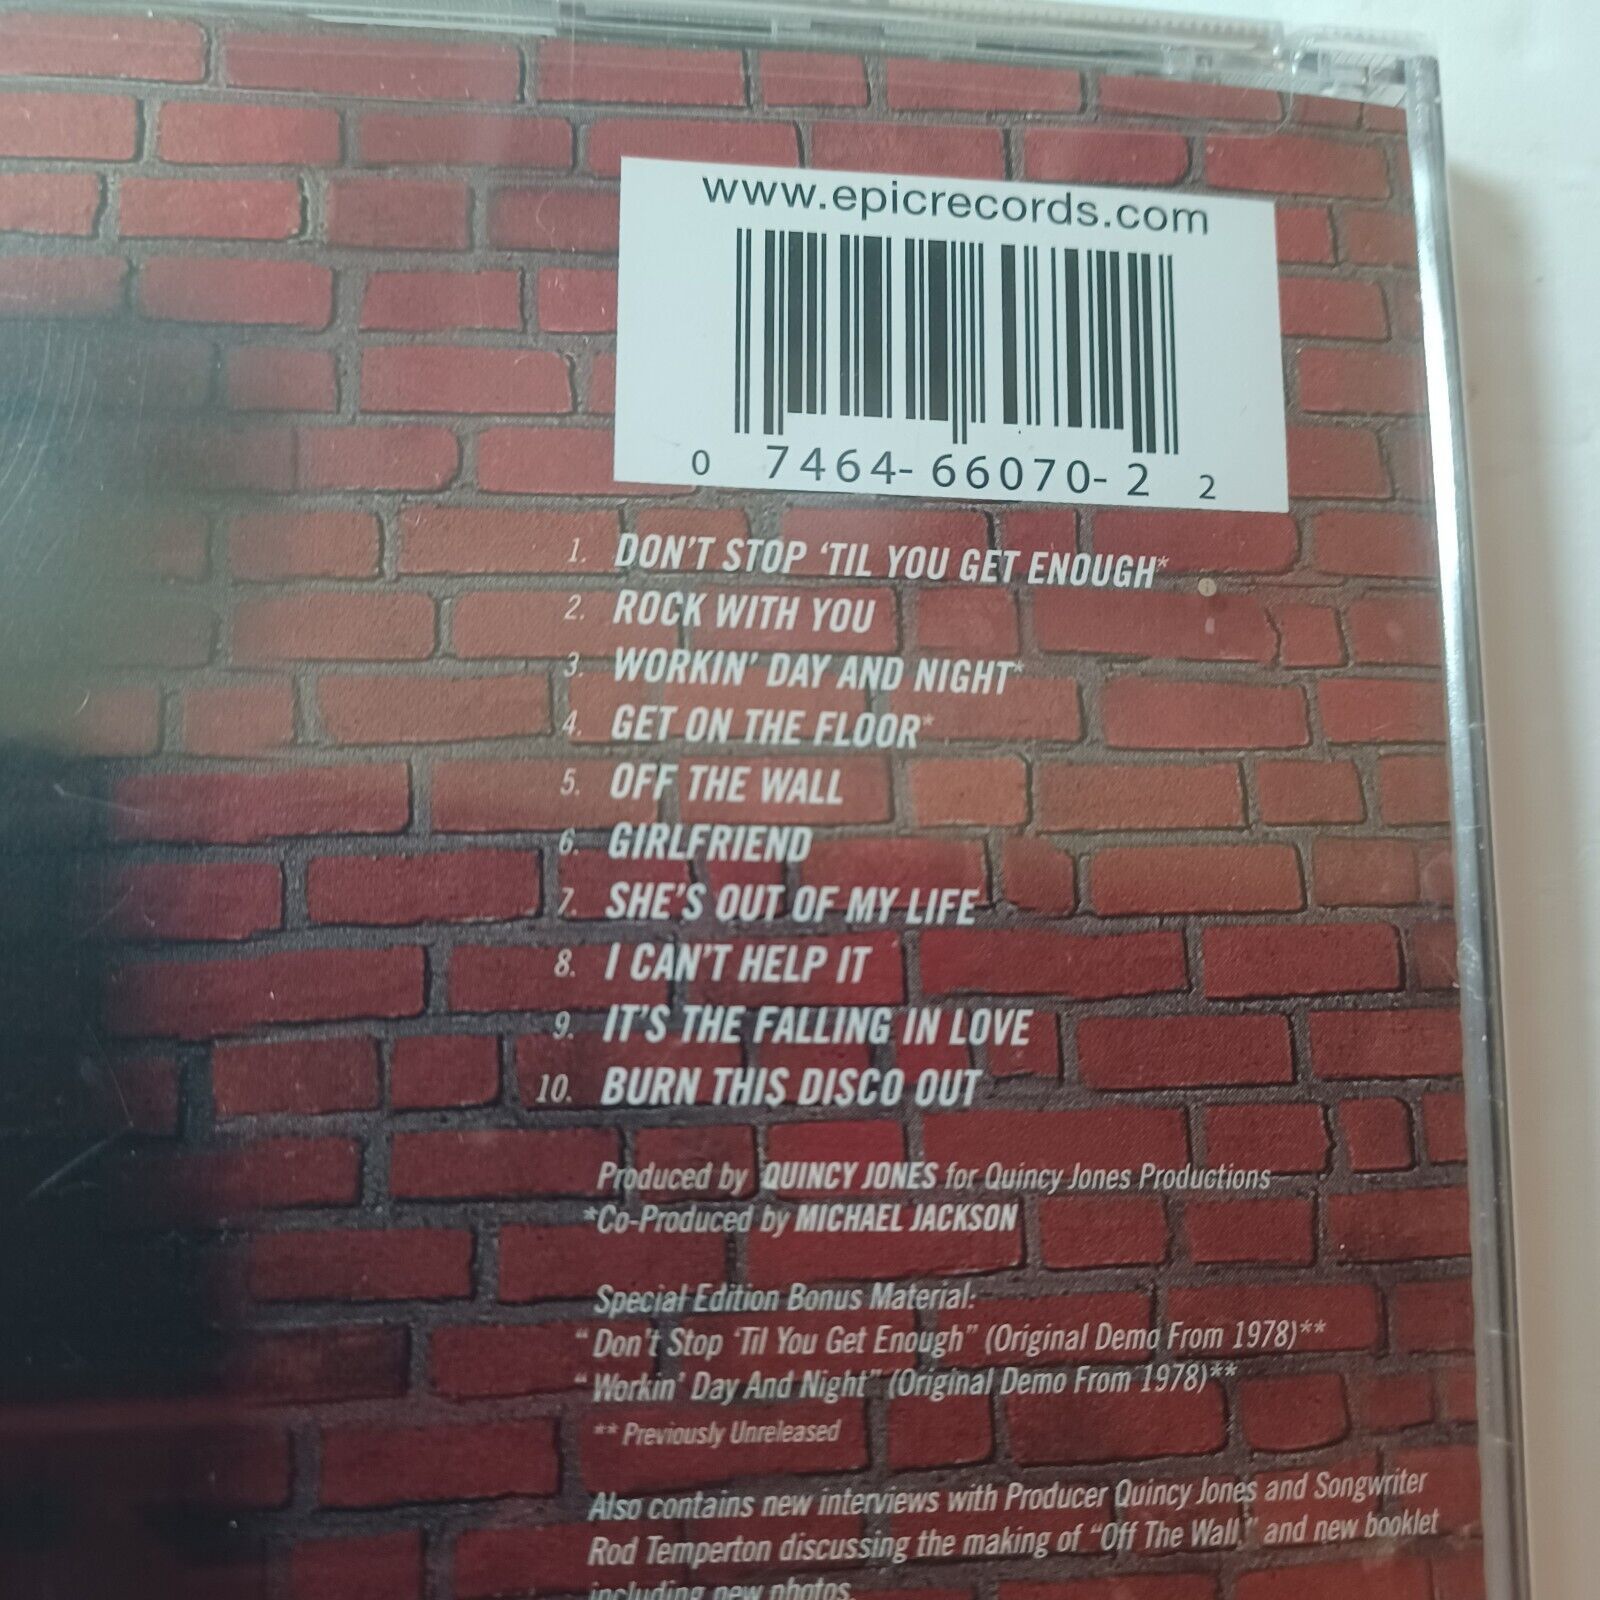 www.epicrecords.com
0 7464-66070-2 2
1. DON'T STOP 'TIL YOU GET ENOUGH*
2. ROCK WITH YOU
3. WORKIN' DAY AND NIGHT*
4. GET ON THE FLOOR*
5. OFF THE WALL
6. GIRLFRIEND
7. SHE'S OUT OF MY LIFE
8. I CAN'T HELP IT
9. IT'S THE FALLING IN LOVE
10. BURN THIS DISCO OUT
Produced by QUINCY JONES for Quincy Jones Productions
*Co-Produced by MICHAEL JACKSON
Special Edition Bonus Material:
"Don't Stop 'Til You Get Enough" (Original Demo From 1978)**
"Workin' Day And Night" (Original Demo From 1978)**
** Previously Unreleased
Also contains new interviews with Producer Quincy Jones and Songwriter
Rod Temperton discussing the making of "Off The Wall," and new booklet
including new photos.